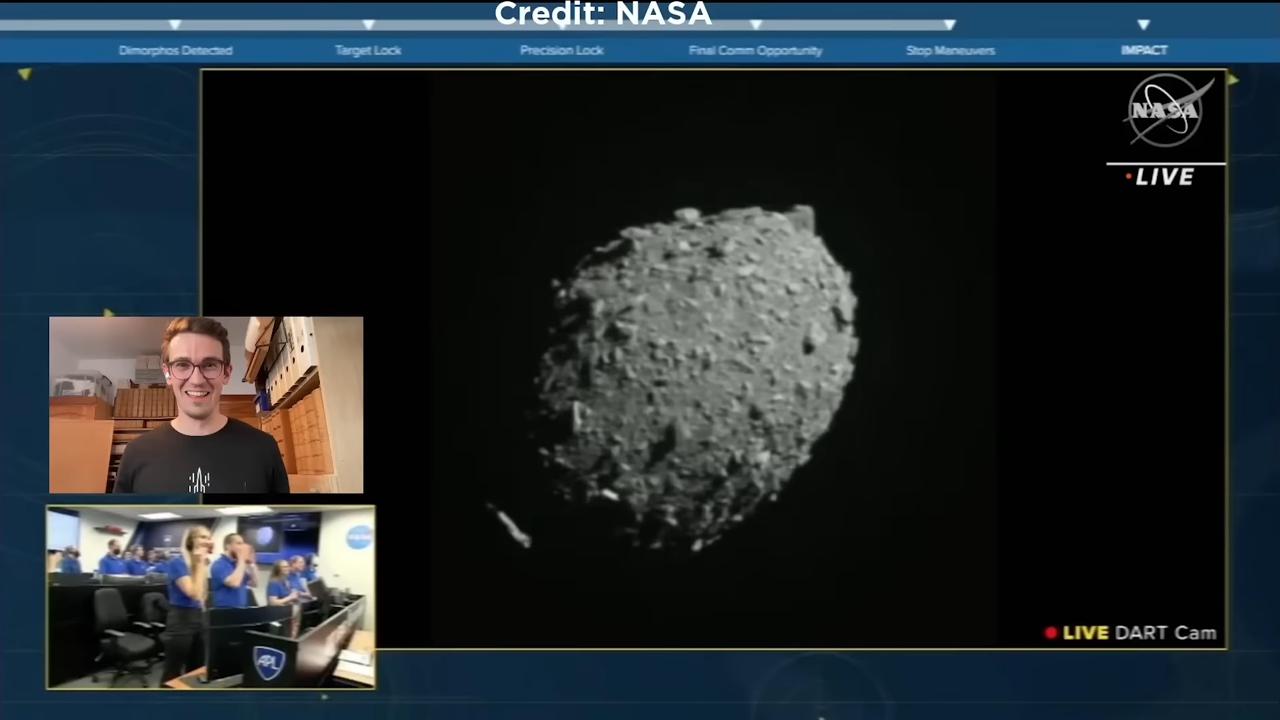 Credit: NASA
Dimorphos Detected
Target Lock
Precision Lock
Final Comm Opportunity
Stop Maneuvers
IMPACT
NASA
LIVE
APL
LIVE DART Cam